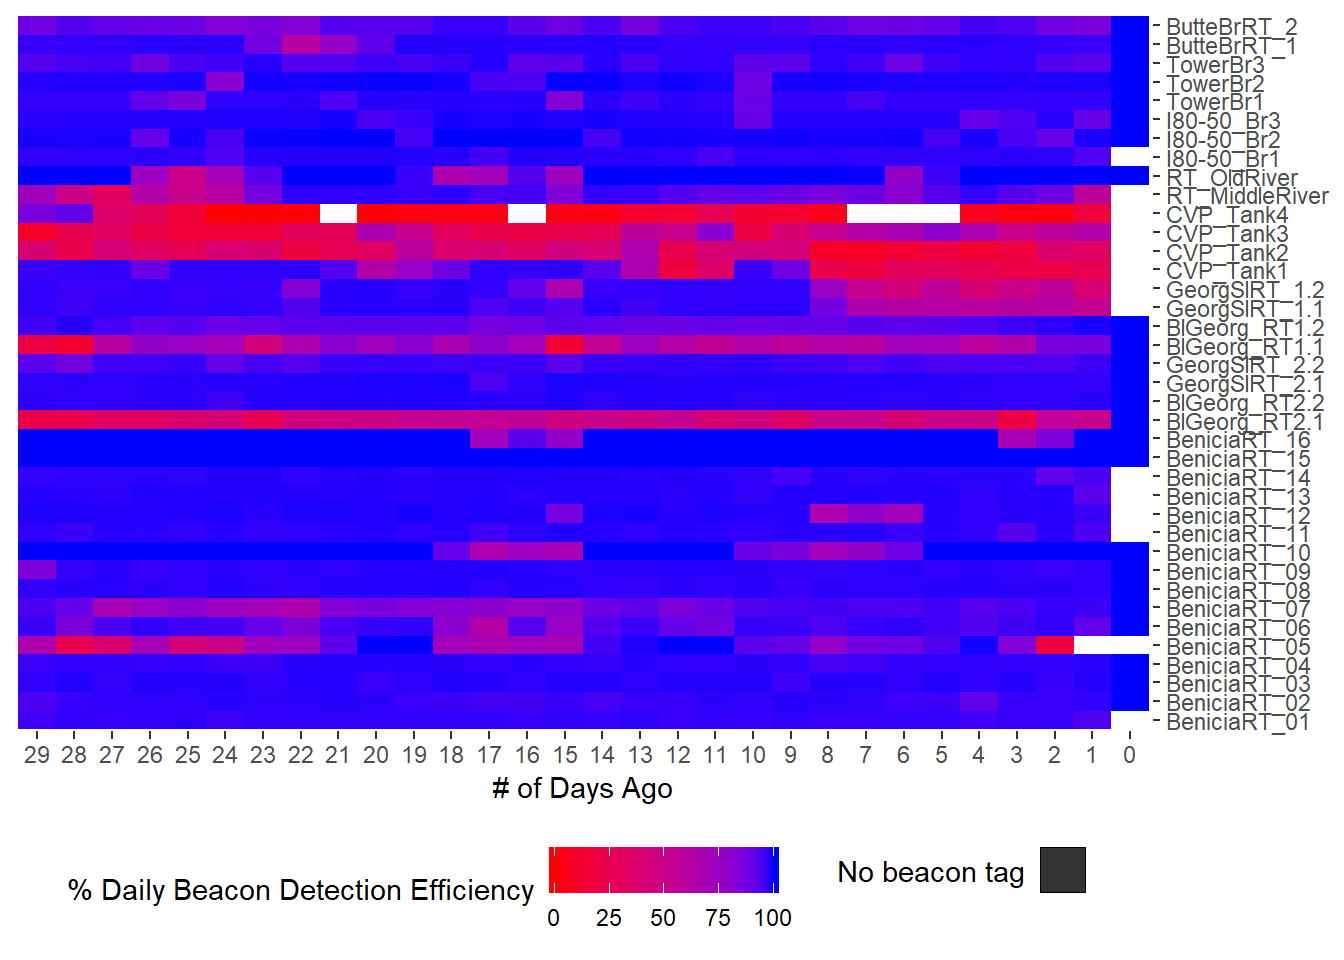 ButteBrRT_2
ButteBrRT_1
TowerBr3
TowerBr2
TowerBr1
I80-50_Br3
I80-50_Br2
I80-50_Br1
RT_OldRiver
RT_MiddleRiver
CVP_Tank4
CVP_Tank3
CVP_Tank2
CVP_Tank1
GeorgSlRT_1.2
GeorgSlRT_1.1
BlGeorg_RT1.2
BlGeorg_RT1.1
GeorgSlRT_2.2
GeorgSlRT_2.1
BlGeorg_RT2.2
BlGeorg_RT2.1
BeniciaRT_16
BeniciaRT_15
BeniciaRT_14
BeniciaRT_13
BeniciaRT_12
BeniciaRT_11
BeniciaRT_10
BeniciaRT_09
BeniciaRT_08
BeniciaRT_07
BeniciaRT_06
BeniciaRT_05
BeniciaRT_04
BeniciaRT_03
BeniciaRT_02
BeniciaRT_01
29 28 27 26 25 24 23 22 21 20 19 18 17 16 15 14 13 12 11 10 9 8 7 6 5 4 3 2 1 0
# of Days Ago
% Daily Beacon Detection Efficiency
0 25 50 75 100
No beacon tag